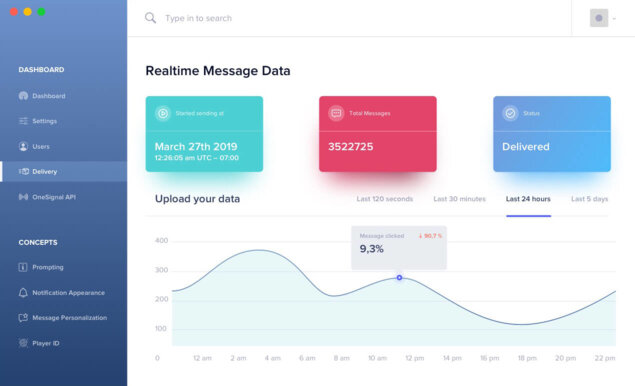 Type in to search
DASHBOARD
Dashboard
Settings
Users
Delivery
OneSignal API
CONCEPTS
Prompting
Notification Appearance
Message Personalization
Player ID
Realtime Message Data
Started sending at
March 27th 2019
12:26:05 am UTC – 07:00
Total Messages
3522725
Status
Delivered
Upload your data
Last 120 seconds Last 30 minutes Last 24 hours Last 5 days
Message clicked ↓ 90,7 %
9,3%
400
300
200
100
0 12 am 2 am 4 am 6 am 8 am 10 am 12 pm 14 pm 16 pm 18 pm 20 pm 22 pm